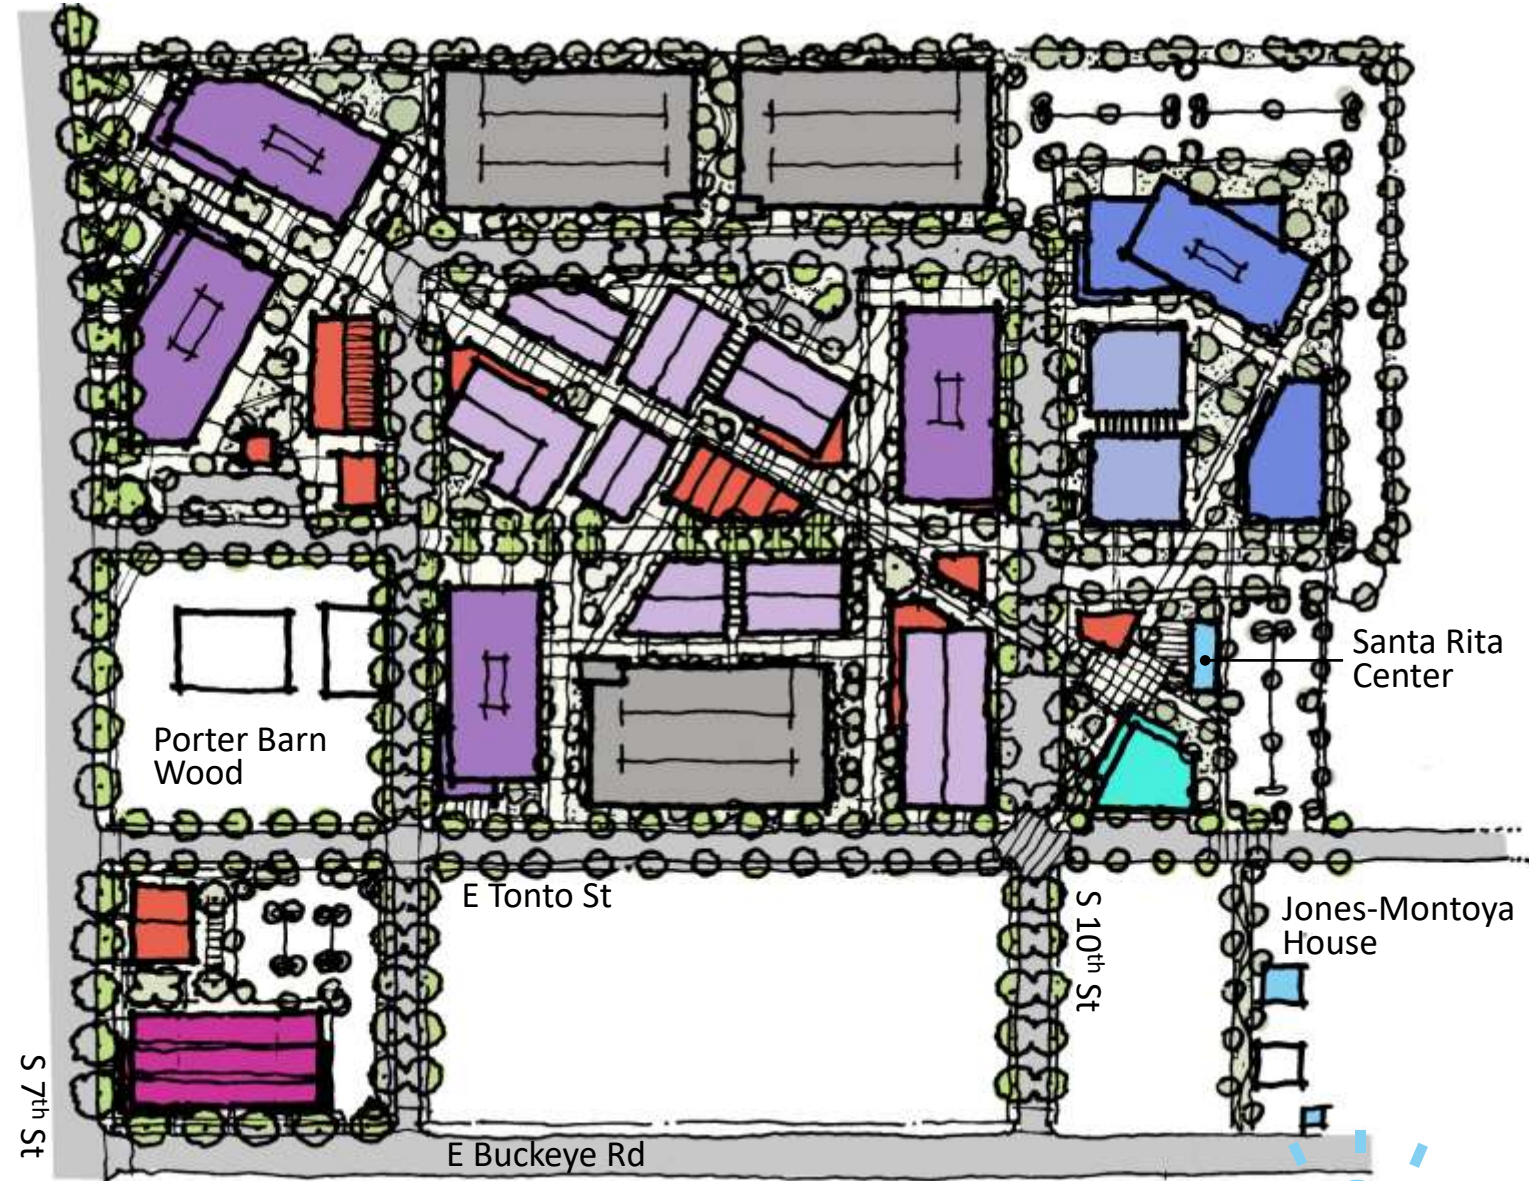 Santa Rita
Center
Porter Barn
Wood
E Tonto St
S 10th St
Jones-Montoya
House
S 7th St
E Buckeye Rd